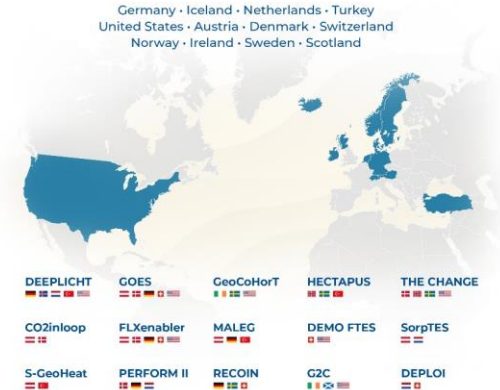 Germany • Iceland • Netherlands • Turkey
United States • Austria • Denmark • Switzerland
Norway • Ireland • Sweden • Scotland
DEEPLICHT GOES GeoCoHorT HECTAPUS THE CHANGE
CO2inloop FLXenabler MALEG DEMO FTES SorpTES
S-GeoHeat PERFORM II RECOIN G2C DEPLOI